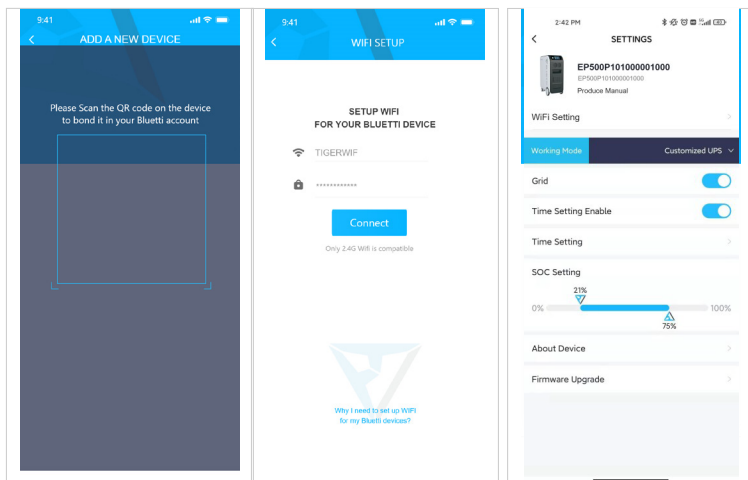 9:41
ADD A NEW DEVICE
Please Scan the QR code on the device
to bond it in your Bluetti account
9:41
WIFI SETUP
SETUP WIFI
FOR YOUR BLUETTI DEVICE
TIGERWIF
************
Connect
Only 2.4G Wifi is compatible
Why I need to set up WIFI
for my Bluetti devices?
2:42 PM
SETTINGS
EP500P101000001000
EP500P101000001000
Produce Manual
WiFi Setting
Working Mode Customized UPS
Grid
Time Setting Enable
Time Setting
SOC Setting
21%
0% 100%
75%
About Device
Firmware Upgrade